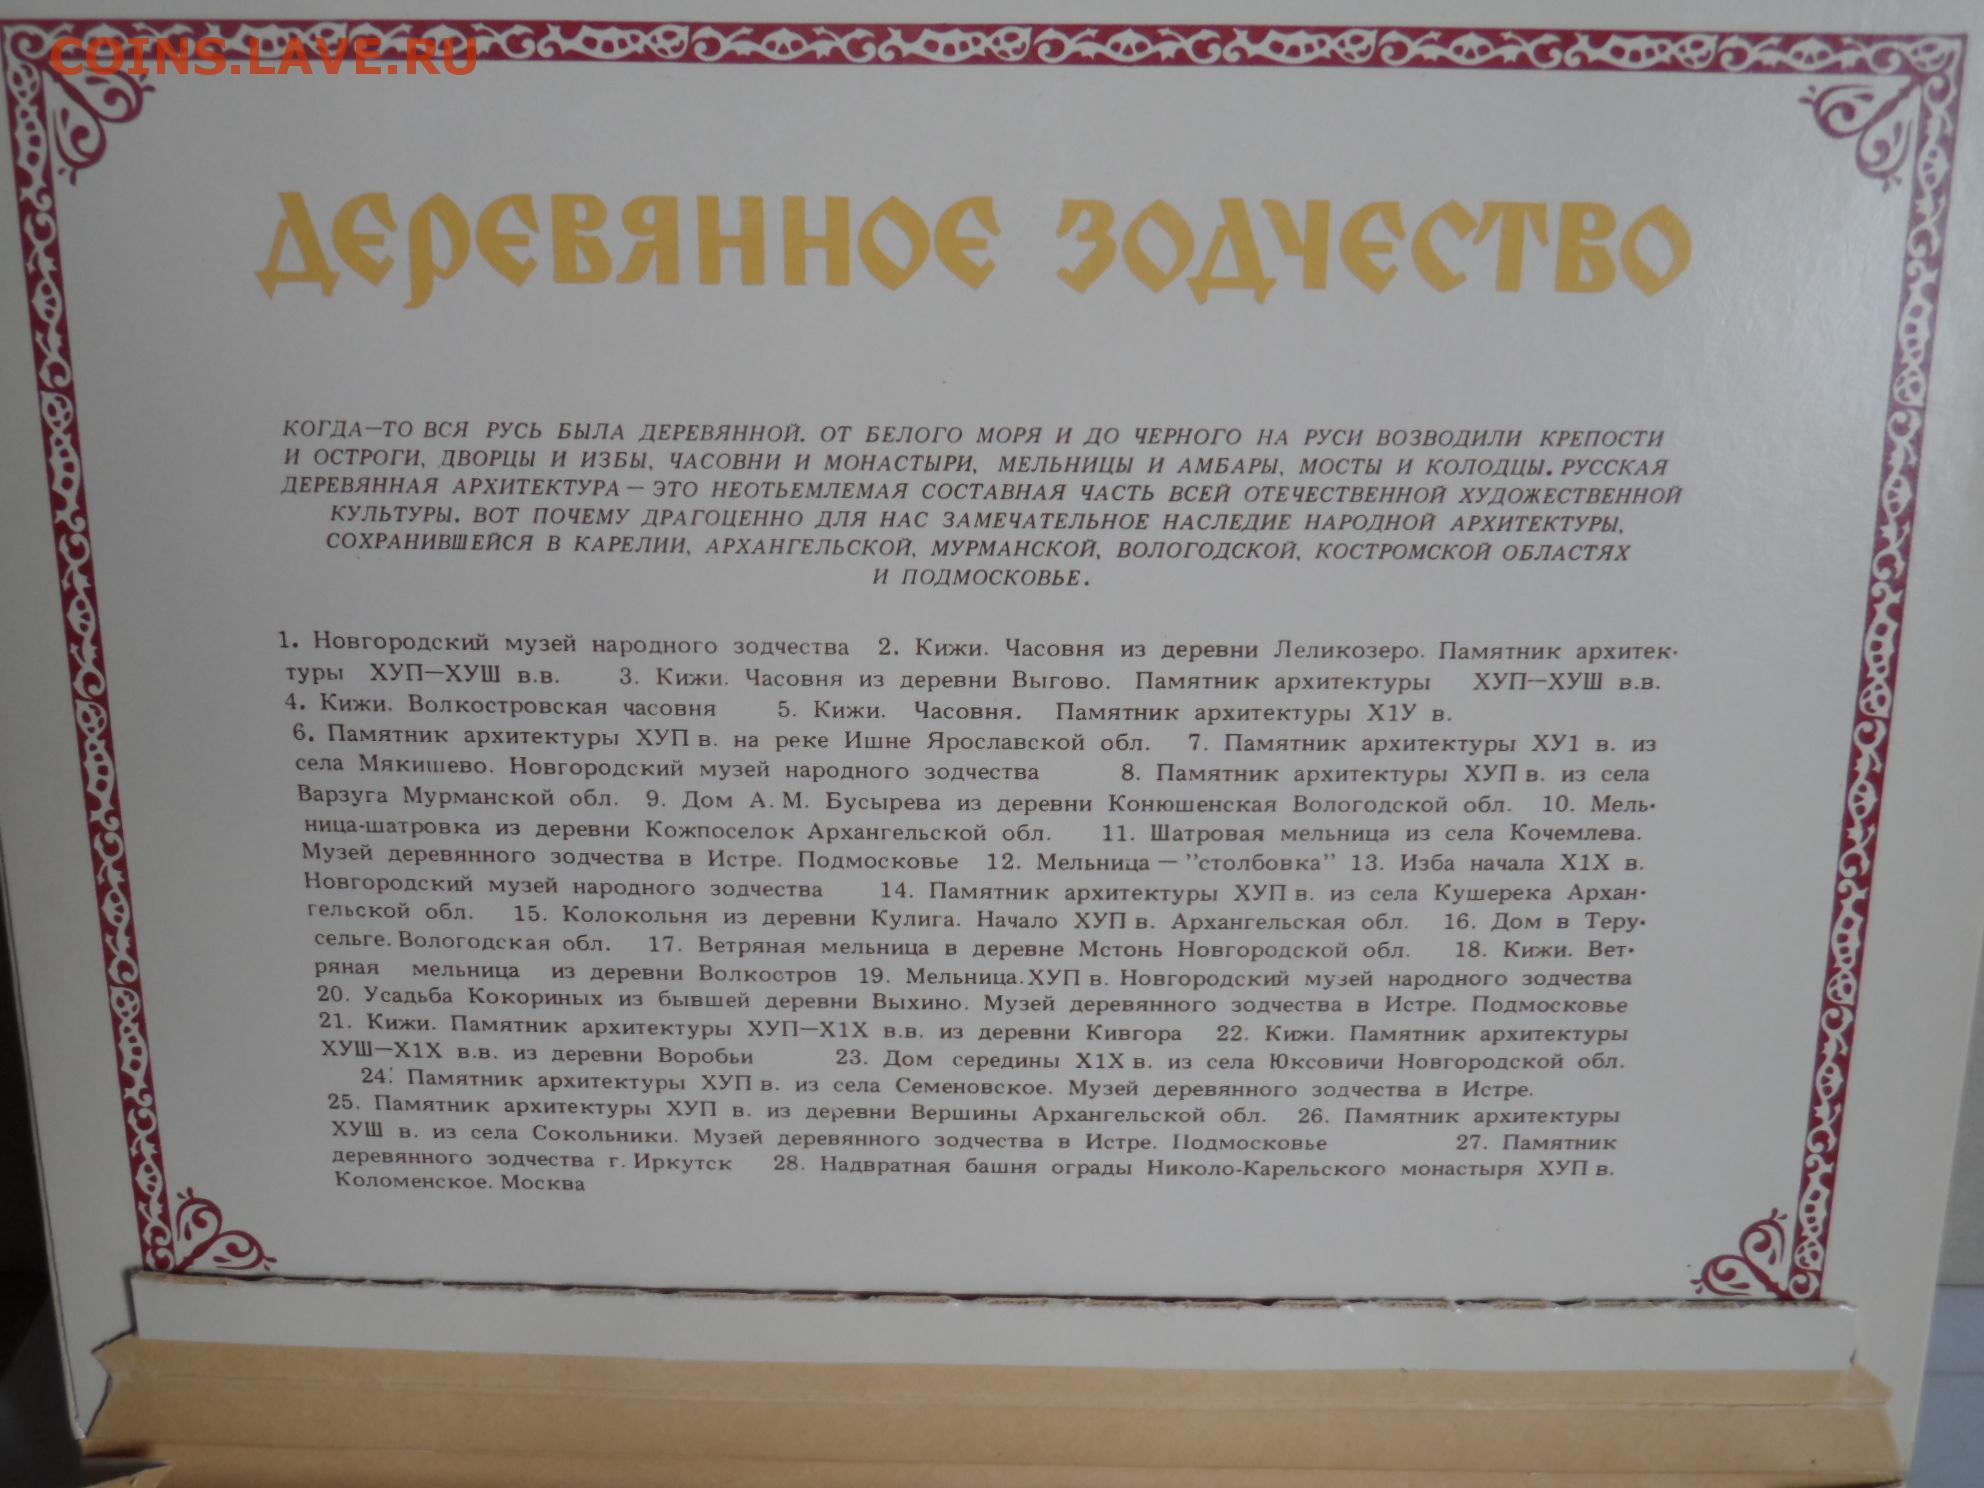 COINS.LAVE.RU
ДЕРЕВЯННОЕ ЗОДЧЕСТВО
КОГДА—ТО ВСЯ РУСЬ БЫЛА ДЕРЕВЯННОЙ. ОТ БЕЛОГО МОРЯ И ДО ЧЕРНОГО НА РУСИ ВОЗВОДИЛИ КРЕПОСТИ
И ОСТРОГИ, ДВОРЦЫ И ИЗБЫ, ЧАСОВНИ И МОНАСТЫРИ, МЕЛЬНИЦЫ И АМБАРЫ, МОСТЫ И КОЛОДЦЫ. РУССКАЯ
ДЕРЕВЯННАЯ АРХИТЕКТУРА — ЭТО НЕОТЬЕМЛЕМАЯ СОСТАВНАЯ ЧАСТЬ ВСЕЙ ОТЕЧЕСТВЕННОЙ ХУДОЖЕСТВЕННОЙ
КУЛЬТУРЫ. ВОТ ПОЧЕМУ ДРАГОЦЕННО ДЛЯ НАС ЗАМЕЧАТЕЛЬНОЕ НАСЛЕДИЕ НАРОДНОЙ АРХИТЕКТУРЫ,
СОХРАНИВШЕЙСЯ В КАРЕЛИИ, АРХАНГЕЛЬСКОЙ, МУРМАНСКОЙ, ВОЛОГОДСКОЙ, КОСТРОМСКОЙ ОБЛАСТЯХ
И ПОДМОСКОВЬЕ.
1. Новгородский музей народного зодчества 2. Кижи. Часовня из деревни Леликозеро. Памятник архитек-
туры ХУП—ХУШ в.в. 3. Кижи. Часовня из деревни Выгово. Памятник архитектуры ХУП—ХУШ в.в.
4. Кижи. Волкостровская часовня 5. Кижи. Часовня. Памятник архитектуры Х1У в.
6. Памятник архитектуры ХУП в. на реке Ишне Ярославской обл. 7. Памятник архитектуры ХУ1 в. из
села Мякишево. Новгородский музей народного зодчества 8. Памятник архитектуры ХУП в. из села
Варзуга Мурманской обл. 9. Дом А. М. Бусырева из деревни Конюшенская Вологодской обл. 10. Мель-
ница-шатровка из деревни Кожпоселок Архангельской обл. 11. Шатровая мельница из села Кочемлева.
Музей деревянного зодчества в Истре. Подмосковье 12. Мельница — "столбовка" 13. Изба начала Х1Х в.
Новгородский музей народного зодчества 14. Памятник архитектуры ХУП в. из села Кушерека Архан-
гельской обл. 15. Колокольня из деревни Кулига. Начало ХУП в. Архангельская обл. 16. Дом в Теру-
сельге. Вологодская обл. 17. Ветряная мельница в деревне Мстонь Новгородской обл. 18. Кижи. Вет-
ряная мельница из деревни Волкостров 19. Мельница. ХУП в. Новгородский музей народного зодчества
20. Усадьба Кокориных из бывшей деревни Выхино. Музей деревянного зодчества в Истре. Подмосковье
21. Кижи. Памятник архитектуры ХУП—Х1Х в.в. из деревни Кивгора 22. Кижи. Памятник архитектуры
ХУШ—Х1Х в.в. из деревни Воробьи 23. Дом середины Х1Х в. из села Юксовичи Новгородской обл.
24. Памятник архитектуры ХУП в. из села Семеновское. Музей деревянного зодчества в Истре.
25. Памятник архитектуры ХУП в. из деревни Вершины Архангельской обл. 26. Памятник архитектуры
ХУШ в. из села Сокольники. Музей деревянного зодчества в Истре. Подмосковье 27. Памятник
деревянного зодчества г. Иркутск 28. Надвратная башня ограды Николо-Карельского монастыря ХУП в.
Коломенское. Москва